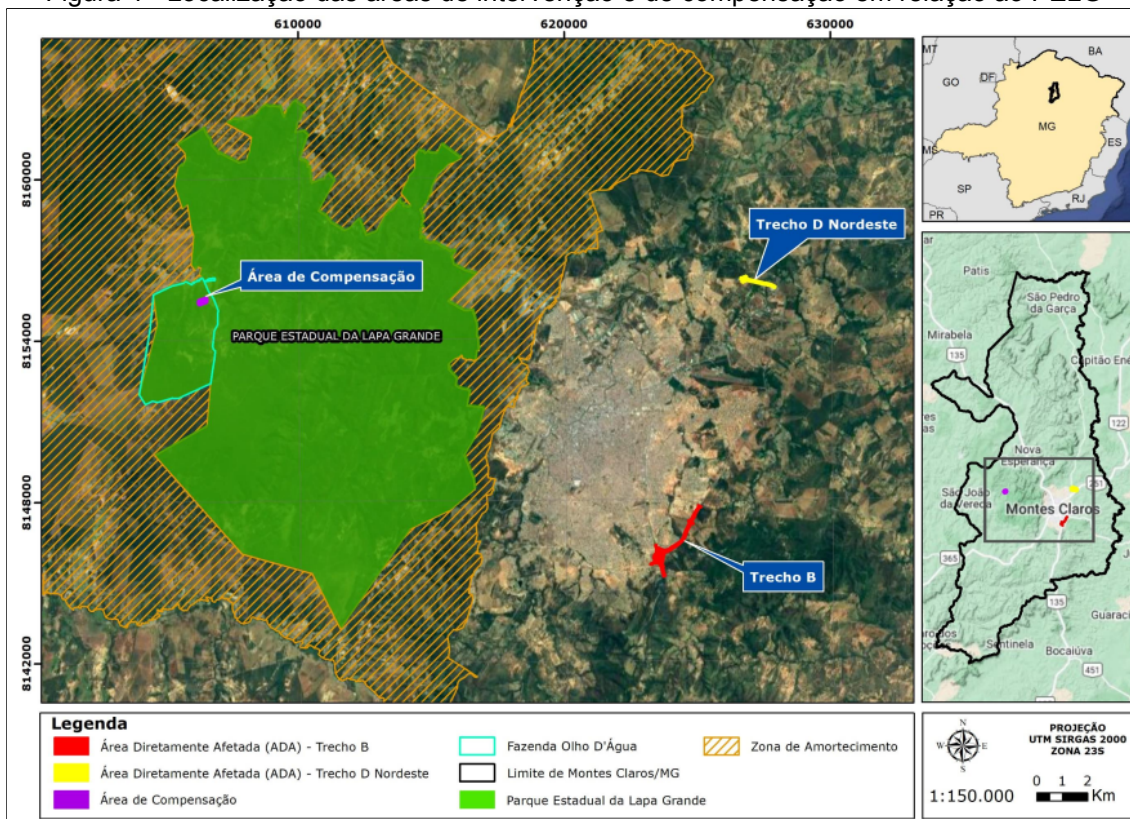 610000
620000
630000
8160000
8154000
8148000
8142000
Trecho D Nordeste
Área de Compensação
PARQUE ESTADUAL DA LAPA GRANDE
Trecho B
MT
BA
GO
DF
MG
ES
SP
RJ
PR
Patis
São Pedro
da Garça
Mirabela
135
Capitão Ené
122
Nova
Esperança
251
São João
da Vereda
Montes Claros
365
135
Guaraci
Sentinela
Bocaiúva
451
Legenda
Área Diretamente Afetada (ADA) - Trecho B
Área Diretamente Afetada (ADA) - Trecho D Nordeste
Área de Compensação
Fazenda Olho D'Água
Limite de Montes Claros/MG
Parque Estadual da Lapa Grande
Zona de Amortecimento
N
W
E
S
PROJEÇÃO
UTM SIRGAS 2000
ZONA 23S
1:150.000
0 1 2
Km